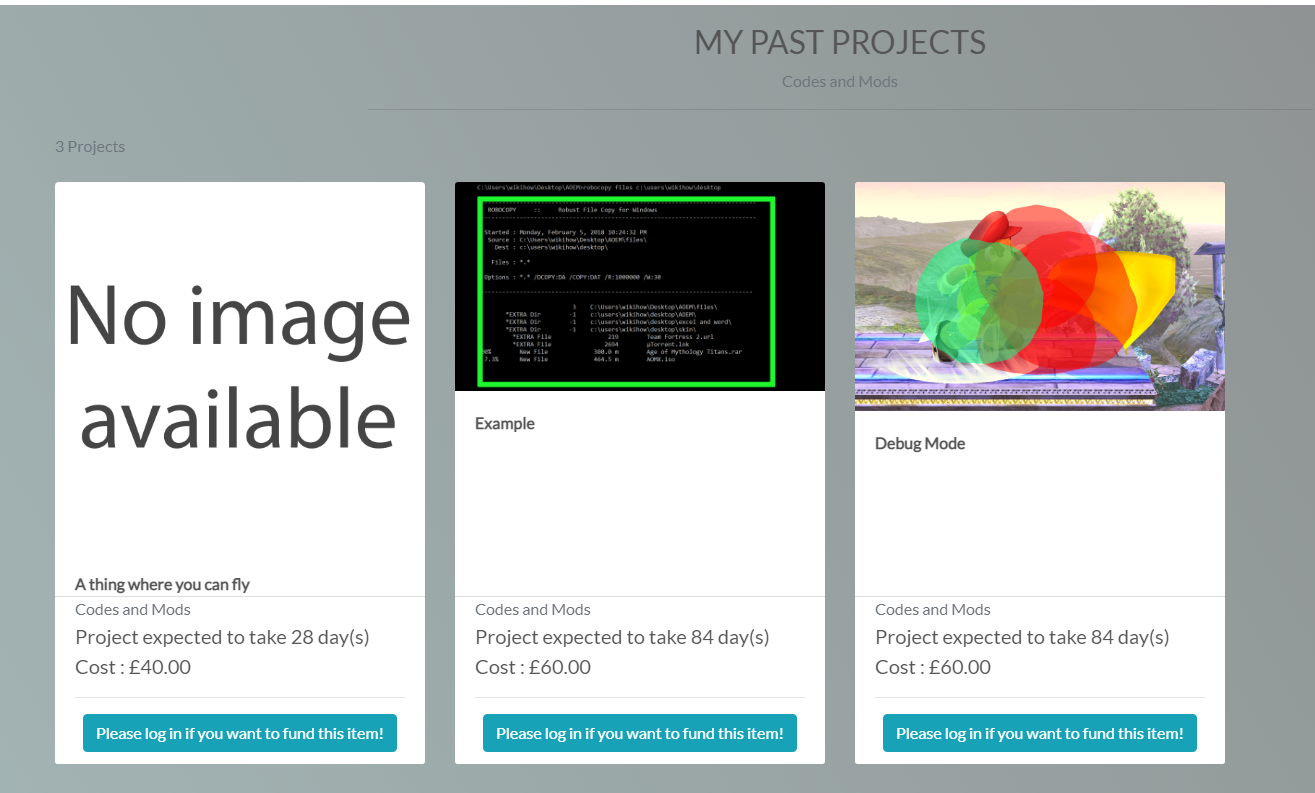 MY PAST PROJECTS
Codes and Mods
3 Projects
No image
available
A thing where you can fly
Codes and Mods
Project expected to take 28 day(s)
Cost : £40.00
Please log in if you want to fund this item!
C:\Users\wikihow\Desktop\AOEM>robocopy files c:\users\wikihow\desktop
ROBOCOPY :: Robust File Copy for Windows
Started : Monday, February 5, 2018 10:24:32 PM
Source : C:\Users\wikihow\Desktop\AOEM\files\
Dest : c:\users\wikihow\desktop\
Files : *.*
Options : *.* /DCOPY:DA /COPY:DAT /R:1000000 /W:30
3 C:\Users\wikihow\Desktop\AOEM\files\
*EXTRA Dir -1 c:\users\wikihow\desktop\AOEM\
*EXTRA Dir -1 c:\users\wikihow\desktop\excel and word\
*EXTRA Dir -1 c:\users\wikihow\desktop\skin\
*EXTRA File 219 Team Fortress 2.url
*EXTRA File 2694 µTorrent.lnk
New File 300.0 m Age of Mythology Titans.rar
New File 464.5 m AOMX.iso
Example
Codes and Mods
Project expected to take 84 day(s)
Cost : £60.00
Please log in if you want to fund this item!
Debug Mode
Codes and Mods
Project expected to take 84 day(s)
Cost : £60.00
Please log in if you want to fund this item!